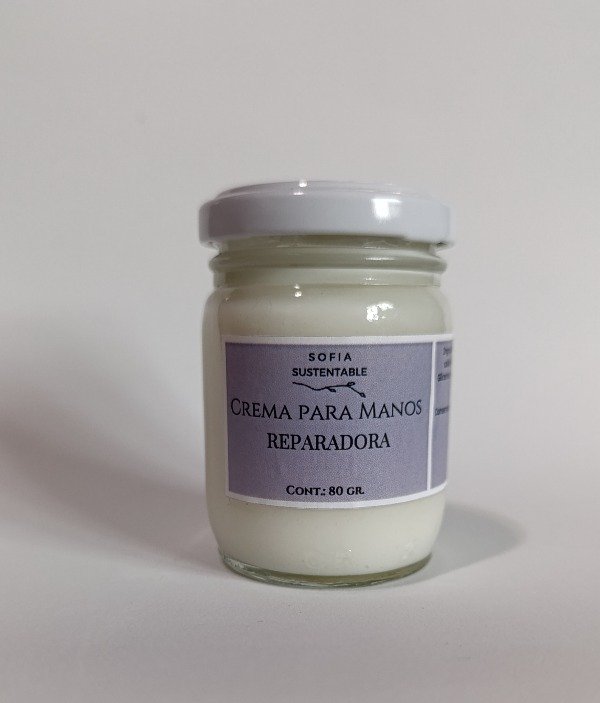 SOFIA
SUSTENTABLE
CREMA PARA MANOS
REPARADORA
CONT.: 80 GR.